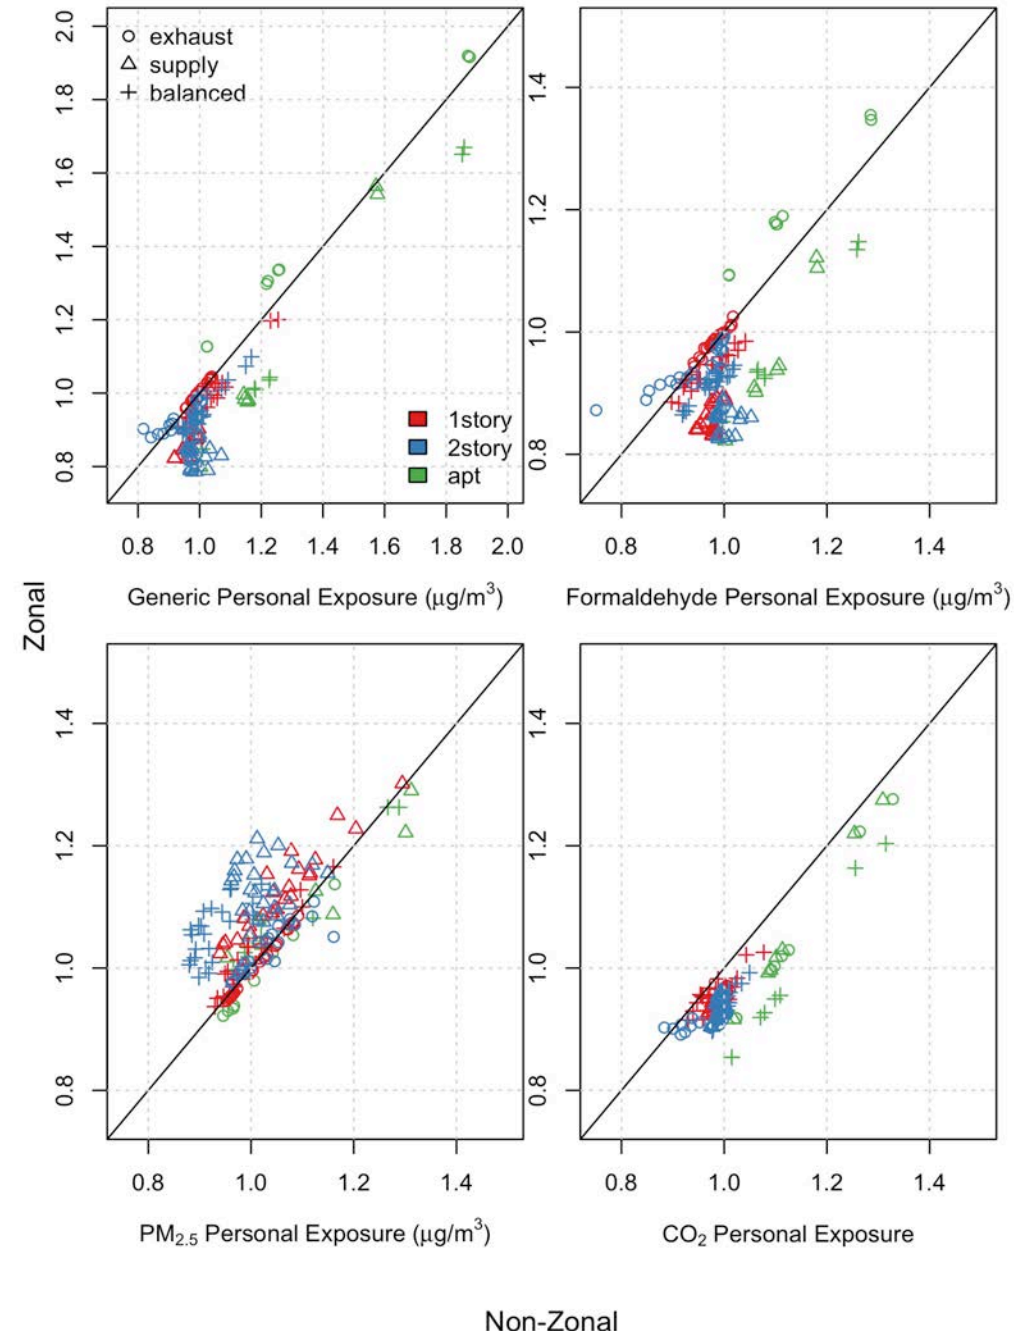 exhaust
supply
balanced
1story
2story
apt
2.0
1.8
1.6
1.4
1.2
1.0
0.8
0.8 1.0 1.2 1.4 1.6 1.8 2.0
Generic Personal Exposure (μg/m³)
1.4
1.2
1.0
0.8
0.8 1.0 1.2 1.4
Formaldehyde Personal Exposure (μg/m³)
Zonal
1.4
1.2
1.0
0.8
0.8 1.0 1.2 1.4
PM₂.₅ Personal Exposure (μg/m³)
1.4
1.2
1.0
0.8
0.8 1.0 1.2 1.4
CO₂ Personal Exposure
Non-Zonal